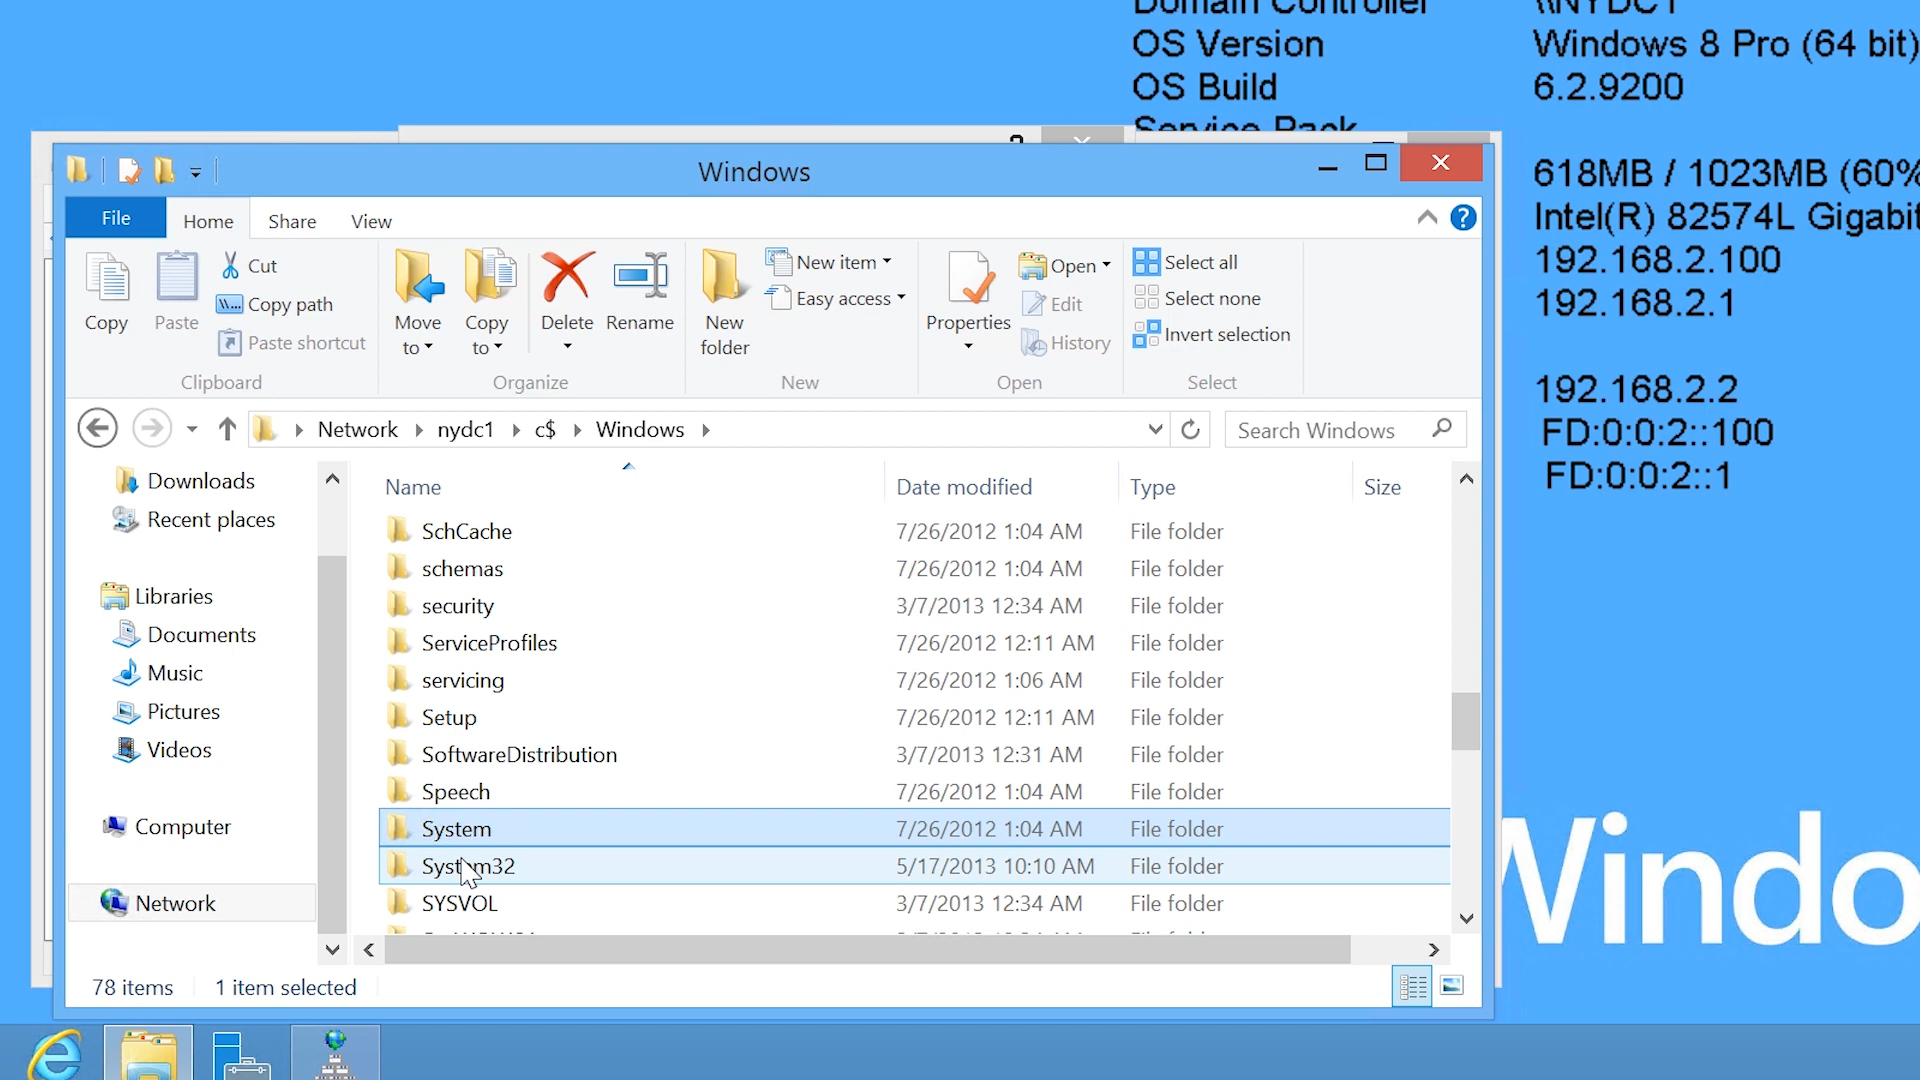 Domain Controller \\NYDC1
OS Version Windows 8 Pro (64 bit)
OS Build 6.2.9200
Service Pack
618MB / 1023MB (60%
Intel(R) 82574L Gigabit
192.168.2.100
192.168.2.1
192.168.2.2
FD:0:0:2::100
FD:0:0:2::1
Windows
File Home Share View
Copy
Paste
Cut
Copy path
Paste shortcut
Clipboard
Move to
Copy to
Delete
Rename
Organize
New folder
New item
Easy access
New
Properties
Open
Edit
History
Open
Select all
Select none
Invert selection
Select
Network nydc1 c$ Windows
Search Windows
Downloads
Recent places
Libraries
Documents
Music
Pictures
Videos
Computer
Network
Name Date modified Type Size
SchCache 7/26/2012 1:04 AM File folder
schemas 7/26/2012 1:04 AM File folder
security 3/7/2013 12:34 AM File folder
ServiceProfiles 7/26/2012 12:11 AM File folder
servicing 7/26/2012 1:06 AM File folder
Setup 7/26/2012 12:11 AM File folder
SoftwareDistribution 3/7/2013 12:31 AM File folder
Speech 7/26/2012 1:04 AM File folder
System 7/26/2012 1:04 AM File folder
System32 5/17/2013 10:10 AM File folder
SYSVOL 3/7/2013 12:34 AM File folder
78 items 1 item selected
Windo